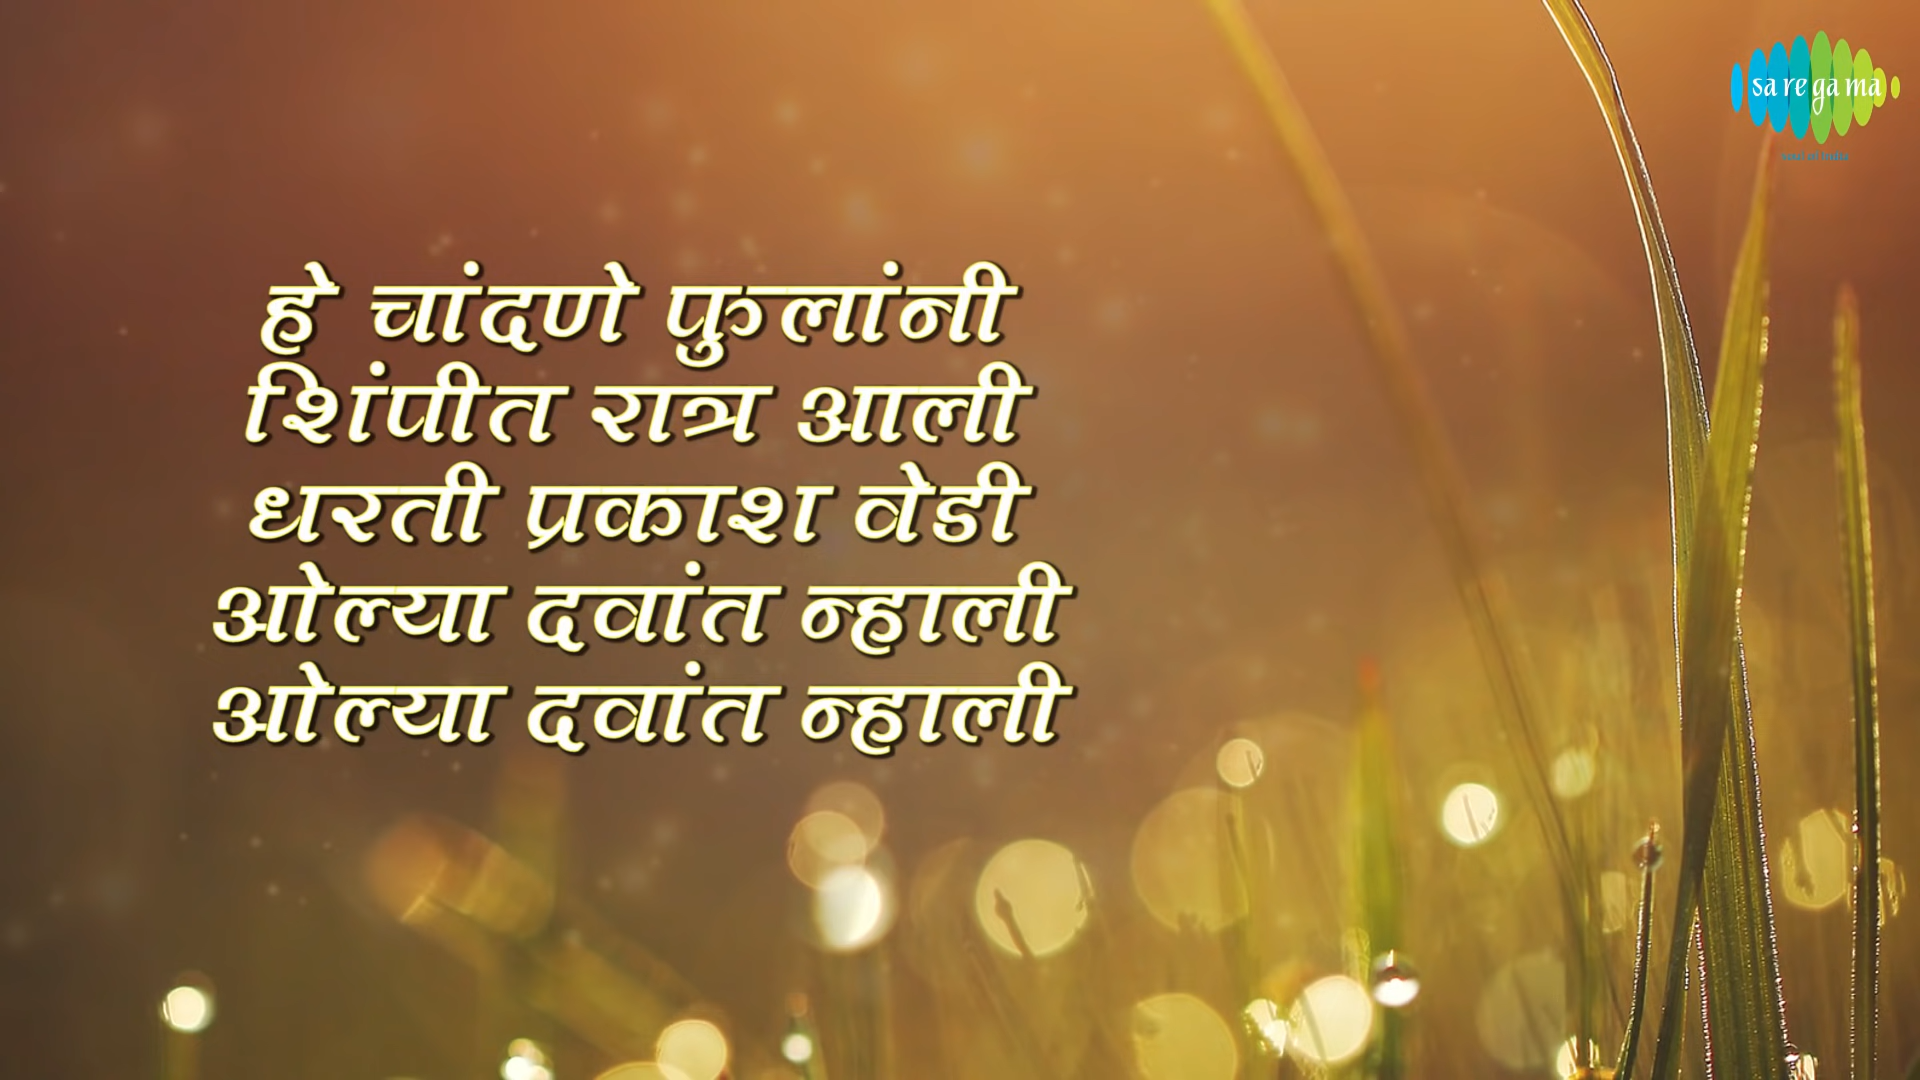 sa re ga ma
हे चांदणे फुलांनी
शिंपीत रात्र आली
धरती प्रकाश वेडी
ओल्या दवांत न्हाली
ओल्या दवांत न्हाली